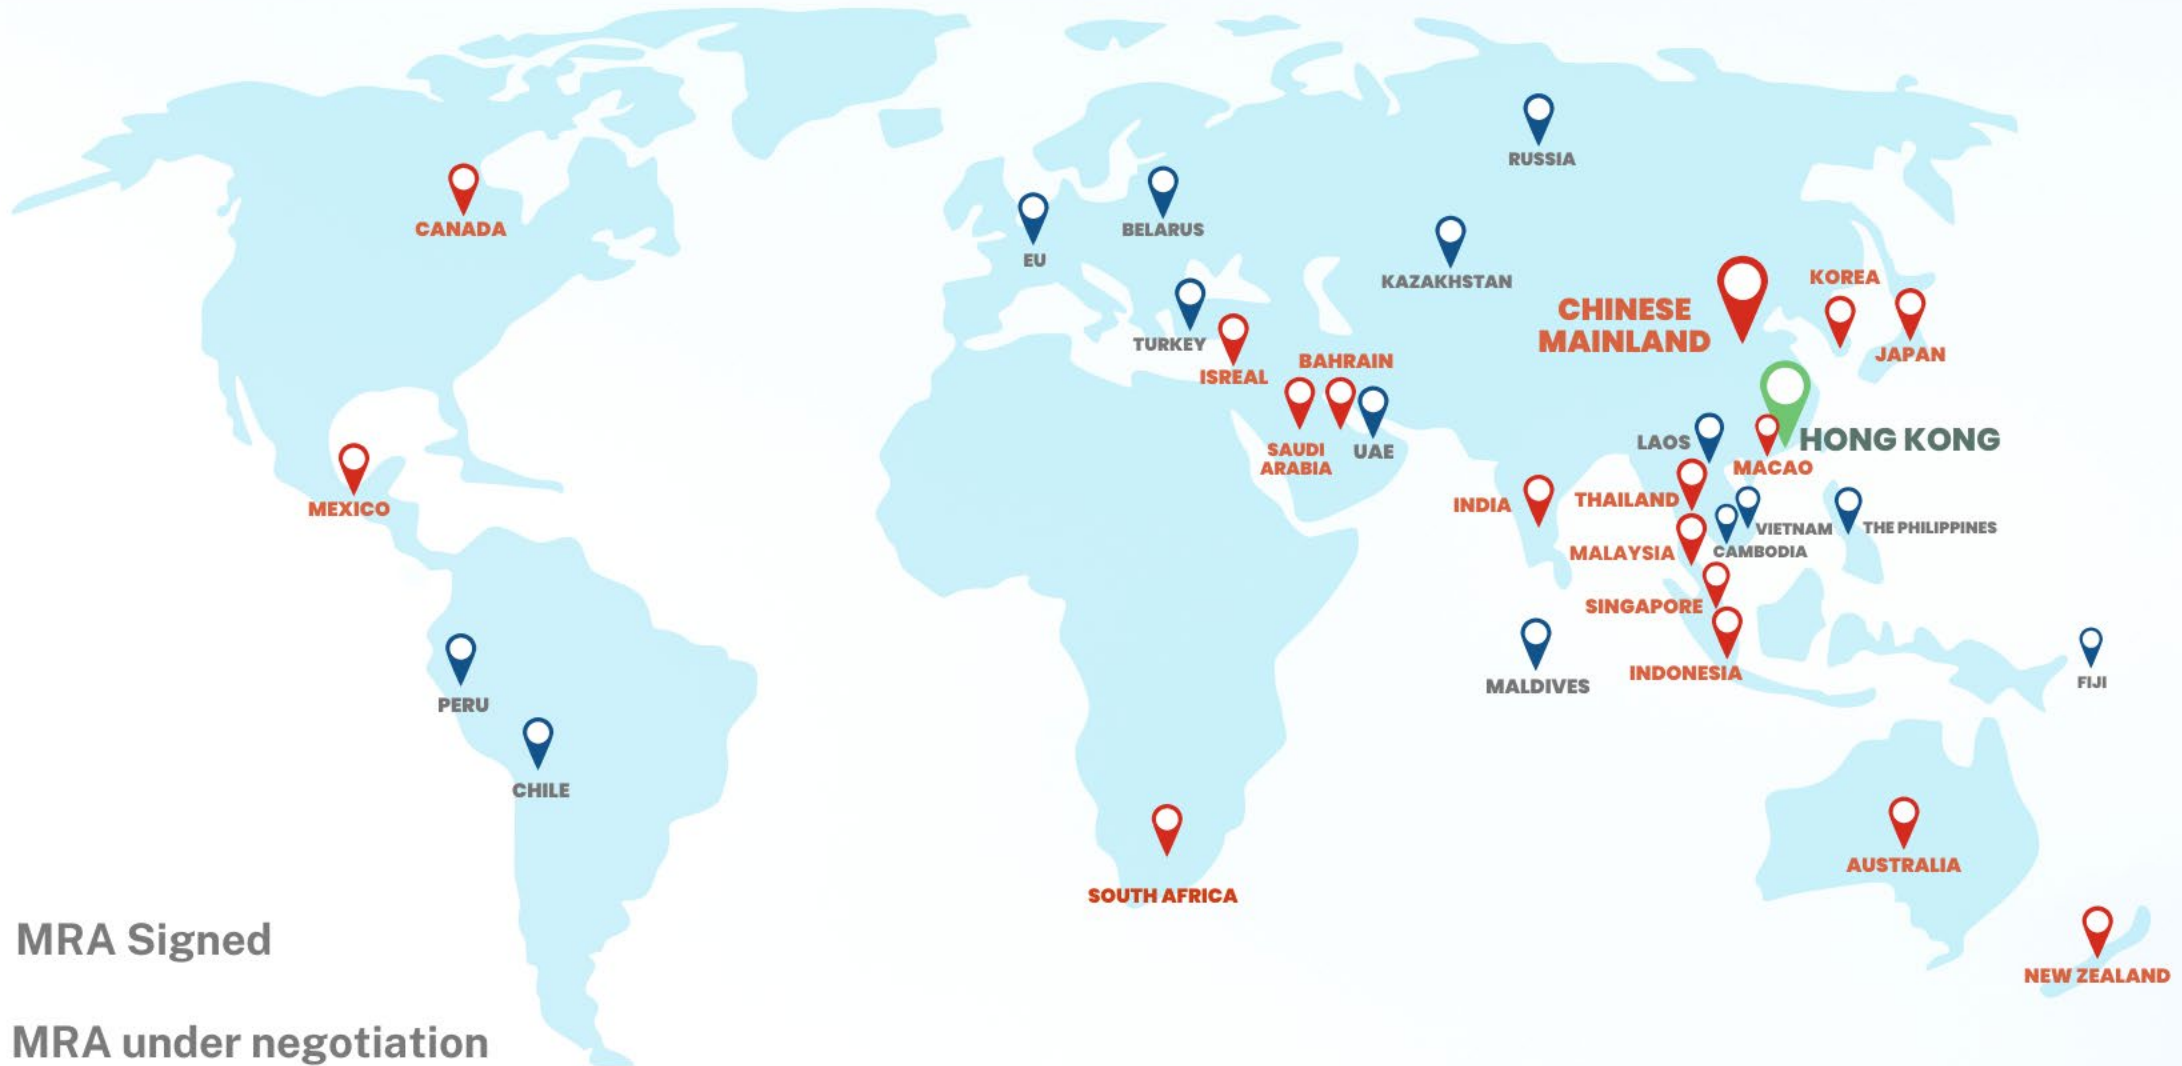 RUSSIA
CANADA
BELARUS
EU
KAZAKHSTAN
KOREA
CHINESE
MAINLAND
TURKEY
JAPAN
BAHRAIN
ISREAL
LAOS
HONG KONG
SAUDI
ARABIA
UAE
MACAO
MEXICO
INDIA
THAILAND
VIETNAM
THE PHILIPPINES
MALAYSIA
CAMBODIA
SINGAPORE
INDONESIA
MALDIVES
FIJI
PERU
CHILE
AUSTRALIA
SOUTH AFRICA
MRA Signed
NEW ZEALAND
MRA under negotiation